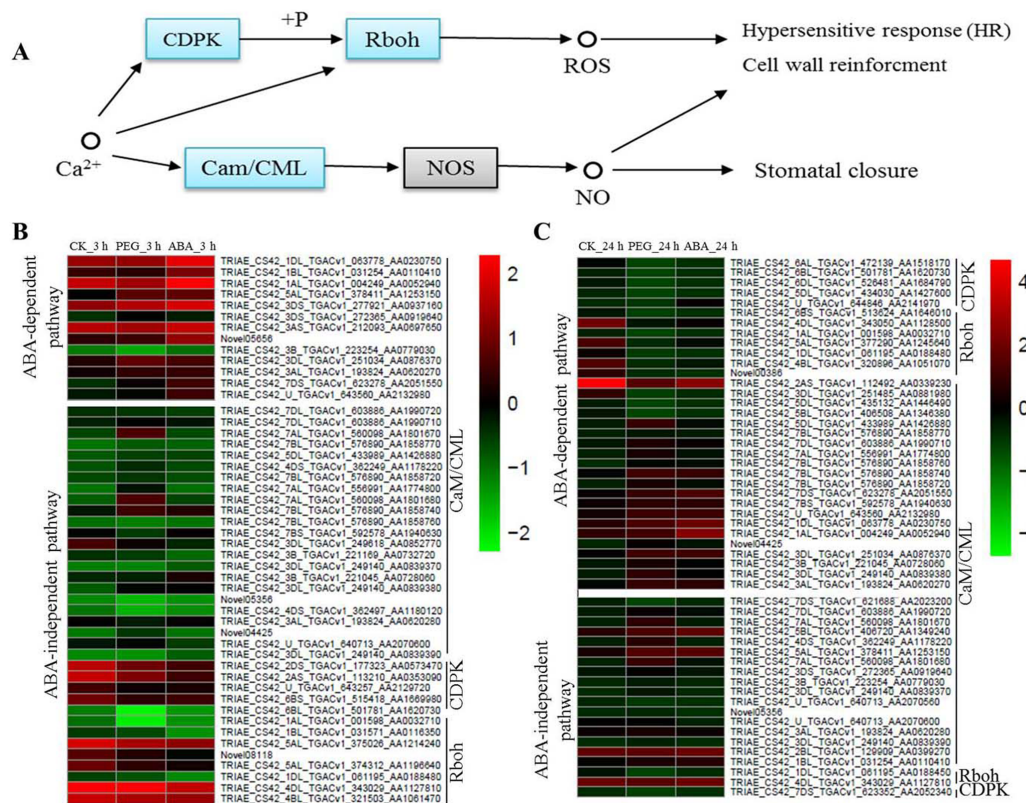 A
CDPK
+P
Rboh
ROS
Hypersensitive response (HR)
Cell wall reinforcment
Ca2+
Cam/CML
NOS
NO
Stomatal closure
B
CK_3 h PEG_3 h ABA_3 h
ABA-dependent pathway
ABA-independent pathway
TRIAE_CS42_1DL_TGACv1_063778_AA0230750
TRIAE_CS42_1BL_TGACv1_031254_AA0110410
TRIAE_CS42_1AL_TGACv1_004249_AA0052940
TRIAE_CS42_5AL_TGACv1_378411_AA1253150
TRIAE_CS42_3DS_TGACv1_277921_AA0937160
TRIAE_CS42_3DS_TGACv1_272365_AA0919640
TRIAE_CS42_3AS_TGACv1_212093_AA0697650
Novel05656
TRIAE_CS42_3B_TGACv1_223254_AA0779030
TRIAE_CS42_3DL_TGACv1_251034_AA0876370
TRIAE_CS42_3AL_TGACv1_193824_AA0620270
TRIAE_CS42_7DS_TGACv1_623278_AA2051550
TRIAE_CS42_U_TGACv1_643560_AA2132980
TRIAE_CS42_7DL_TGACv1_603886_AA1990720
TRIAE_CS42_7DL_TGACv1_603886_AA1990710
TRIAE_CS42_7AL_TGACv1_560098_AA1801670
TRIAE_CS42_7BL_TGACv1_576890_AA1858770
TRIAE_CS42_5DL_TGACv1_433989_AA1426880
TRIAE_CS42_4DS_TGACv1_362249_AA1178220
TRIAE_CS42_7BL_TGACv1_576890_AA1858720
TRIAE_CS42_7AL_TGACv1_556991_AA1774800
TRIAE_CS42_7AL_TGACv1_560098_AA1801680
TRIAE_CS42_7BL_TGACv1_576890_AA1858740
TRIAE_CS42_7BL_TGACv1_576890_AA1858760
TRIAE_CS42_7BS_TGACv1_592578_AA1940630
TRIAE_CS42_3DL_TGACv1_249618_AA0852770
TRIAE_CS42_3B_TGACv1_221169_AA0732720
TRIAE_CS42_3DL_TGACv1_249140_AA0839370
TRIAE_CS42_3B_TGACv1_221045_AA0728060
TRIAE_CS42_3DL_TGACv1_249140_AA0839380
Novel05356
TRIAE_CS42_4DS_TGACv1_362497_AA1180120
TRIAE_CS42_3AL_TGACv1_193824_AA0620280
Novel04425
TRIAE_CS42_U_TGACv1_640713_AA2070600
TRIAE_CS42_3DL_TGACv1_249140_AA0839390
TRIAE_CS42_2DS_TGACv1_177323_AA0573470
TRIAE_CS42_2AS_TGACv1_113210_AA0353090
TRIAE_CS42_U_TGACv1_643257_AA2129720
TRIAE_CS42_6BS_TGACv1_515418_AA1669980
TRIAE_CS42_6BL_TGACv1_501781_AA1620730
TRIAE_CS42_1AL_TGACv1_001598_AA0032710
TRIAE_CS42_1BL_TGACv1_031571_AA0116350
TRIAE_CS42_5AL_TGACv1_375026_AA1214240
Novel08118
TRIAE_CS42_5AL_TGACv1_374312_AA1196640
TRIAE_CS42_1DL_TGACv1_061195_AA0188480
TRIAE_CS42_4DL_TGACv1_343029_AA1127810
TRIAE_CS42_4BL_TGACv1_321503_AA1061470
CaM/CML
CDPK
Rboh
2
1
0
−1
−2
C
CK_24 h PEG_24 h ABA_24 h
ABA-dependent pathway
ABA-independent pathway
TRIAE_CS42_6AL_TGACv1_472139_AA1518170
TRIAE_CS42_6BL_TGACv1_501781_AA1620730
TRIAE_CS42_6DL_TGACv1_526481_AA1684790
TRIAE_CS42_5DL_TGACv1_434030_AA1427600
TRIAE_CS42_U_TGACv1_644846_AA2141970
TRIAE_CS42_6BS_TGACv1_513624_AA1646010
TRIAE_CS42_4DL_TGACv1_343050_AA1128500
TRIAE_CS42_1AL_TGACv1_001598_AA0032710
TRIAE_CS42_5AL_TGACv1_377290_AA1245640
TRIAE_CS42_1DL_TGACv1_061195_AA0188480
TRIAE_CS42_4BL_TGACv1_320896_AA1051070
Novel00386
TRIAE_CS42_2AS_TGACv1_112492_AA0339230
TRIAE_CS42_3DL_TGACv1_251485_AA0881980
TRIAE_CS42_5DL_TGACv1_435132_AA1446490
TRIAE_CS42_5BL_TGACv1_406508_AA1346380
TRIAE_CS42_5DL_TGACv1_433989_AA1426880
TRIAE_CS42_7BL_TGACv1_576890_AA1858770
TRIAE_CS42_7DL_TGACv1_603886_AA1990710
TRIAE_CS42_7AL_TGACv1_556991_AA1774800
TRIAE_CS42_7BL_TGACv1_576890_AA1858760
TRIAE_CS42_7BL_TGACv1_576890_AA1858740
TRIAE_CS42_7BL_TGACv1_576890_AA1858720
TRIAE_CS42_7DS_TGACv1_623278_AA2051550
TRIAE_CS42_7BS_TGACv1_592578_AA1940630
TRIAE_CS42_U_TGACv1_643560_AA2132980
TRIAE_CS42_1DL_TGACv1_063778_AA0230750
TRIAE_CS42_1AL_TGACv1_004249_AA0052940
Novel04425
TRIAE_CS42_3DL_TGACv1_251034_AA0876370
TRIAE_CS42_3B_TGACv1_221045_AA0728060
TRIAE_CS42_3DL_TGACv1_249140_AA0839380
TRIAE_CS42_3AL_TGACv1_193824_AA0620270
TRIAE_CS42_7DS_TGACv1_621688_AA2023200
TRIAE_CS42_7DL_TGACv1_603886_AA1990720
TRIAE_CS42_7AL_TGACv1_560098_AA1801670
TRIAE_CS42_5BL_TGACv1_406720_AA1349240
TRIAE_CS42_4DS_TGACv1_362249_AA1178220
TRIAE_CS42_5AL_TGACv1_378411_AA1253150
TRIAE_CS42_7AL_TGACv1_560098_AA1801680
TRIAE_CS42_3DS_TGACv1_272365_AA0919640
TRIAE_CS42_3B_TGACv1_223254_AA0779030
TRIAE_CS42_3DL_TGACv1_249140_AA0839370
TRIAE_CS42_U_TGACv1_640713_AA2070560
Novel05356
TRIAE_CS42_U_TGACv1_640713_AA2070600
TRIAE_CS42_3AL_TGACv1_193824_AA0620280
TRIAE_CS42_3DL_TGACv1_249140_AA0839390
TRIAE_CS42_2BL_TGACv1_129909_AA0399270
TRIAE_CS42_1BL_TGACv1_031254_AA0110410
TRIAE_CS42_1DL_TGACv1_061195_AA0188450
TRIAE_CS42_4DL_TGACv1_343029_AA1127810
TRIAE_CS42_7DS_TGACv1_623352_AA2052340
CDPK
Rboh
CaM/CML
Rboh
CDPK
4
2
0